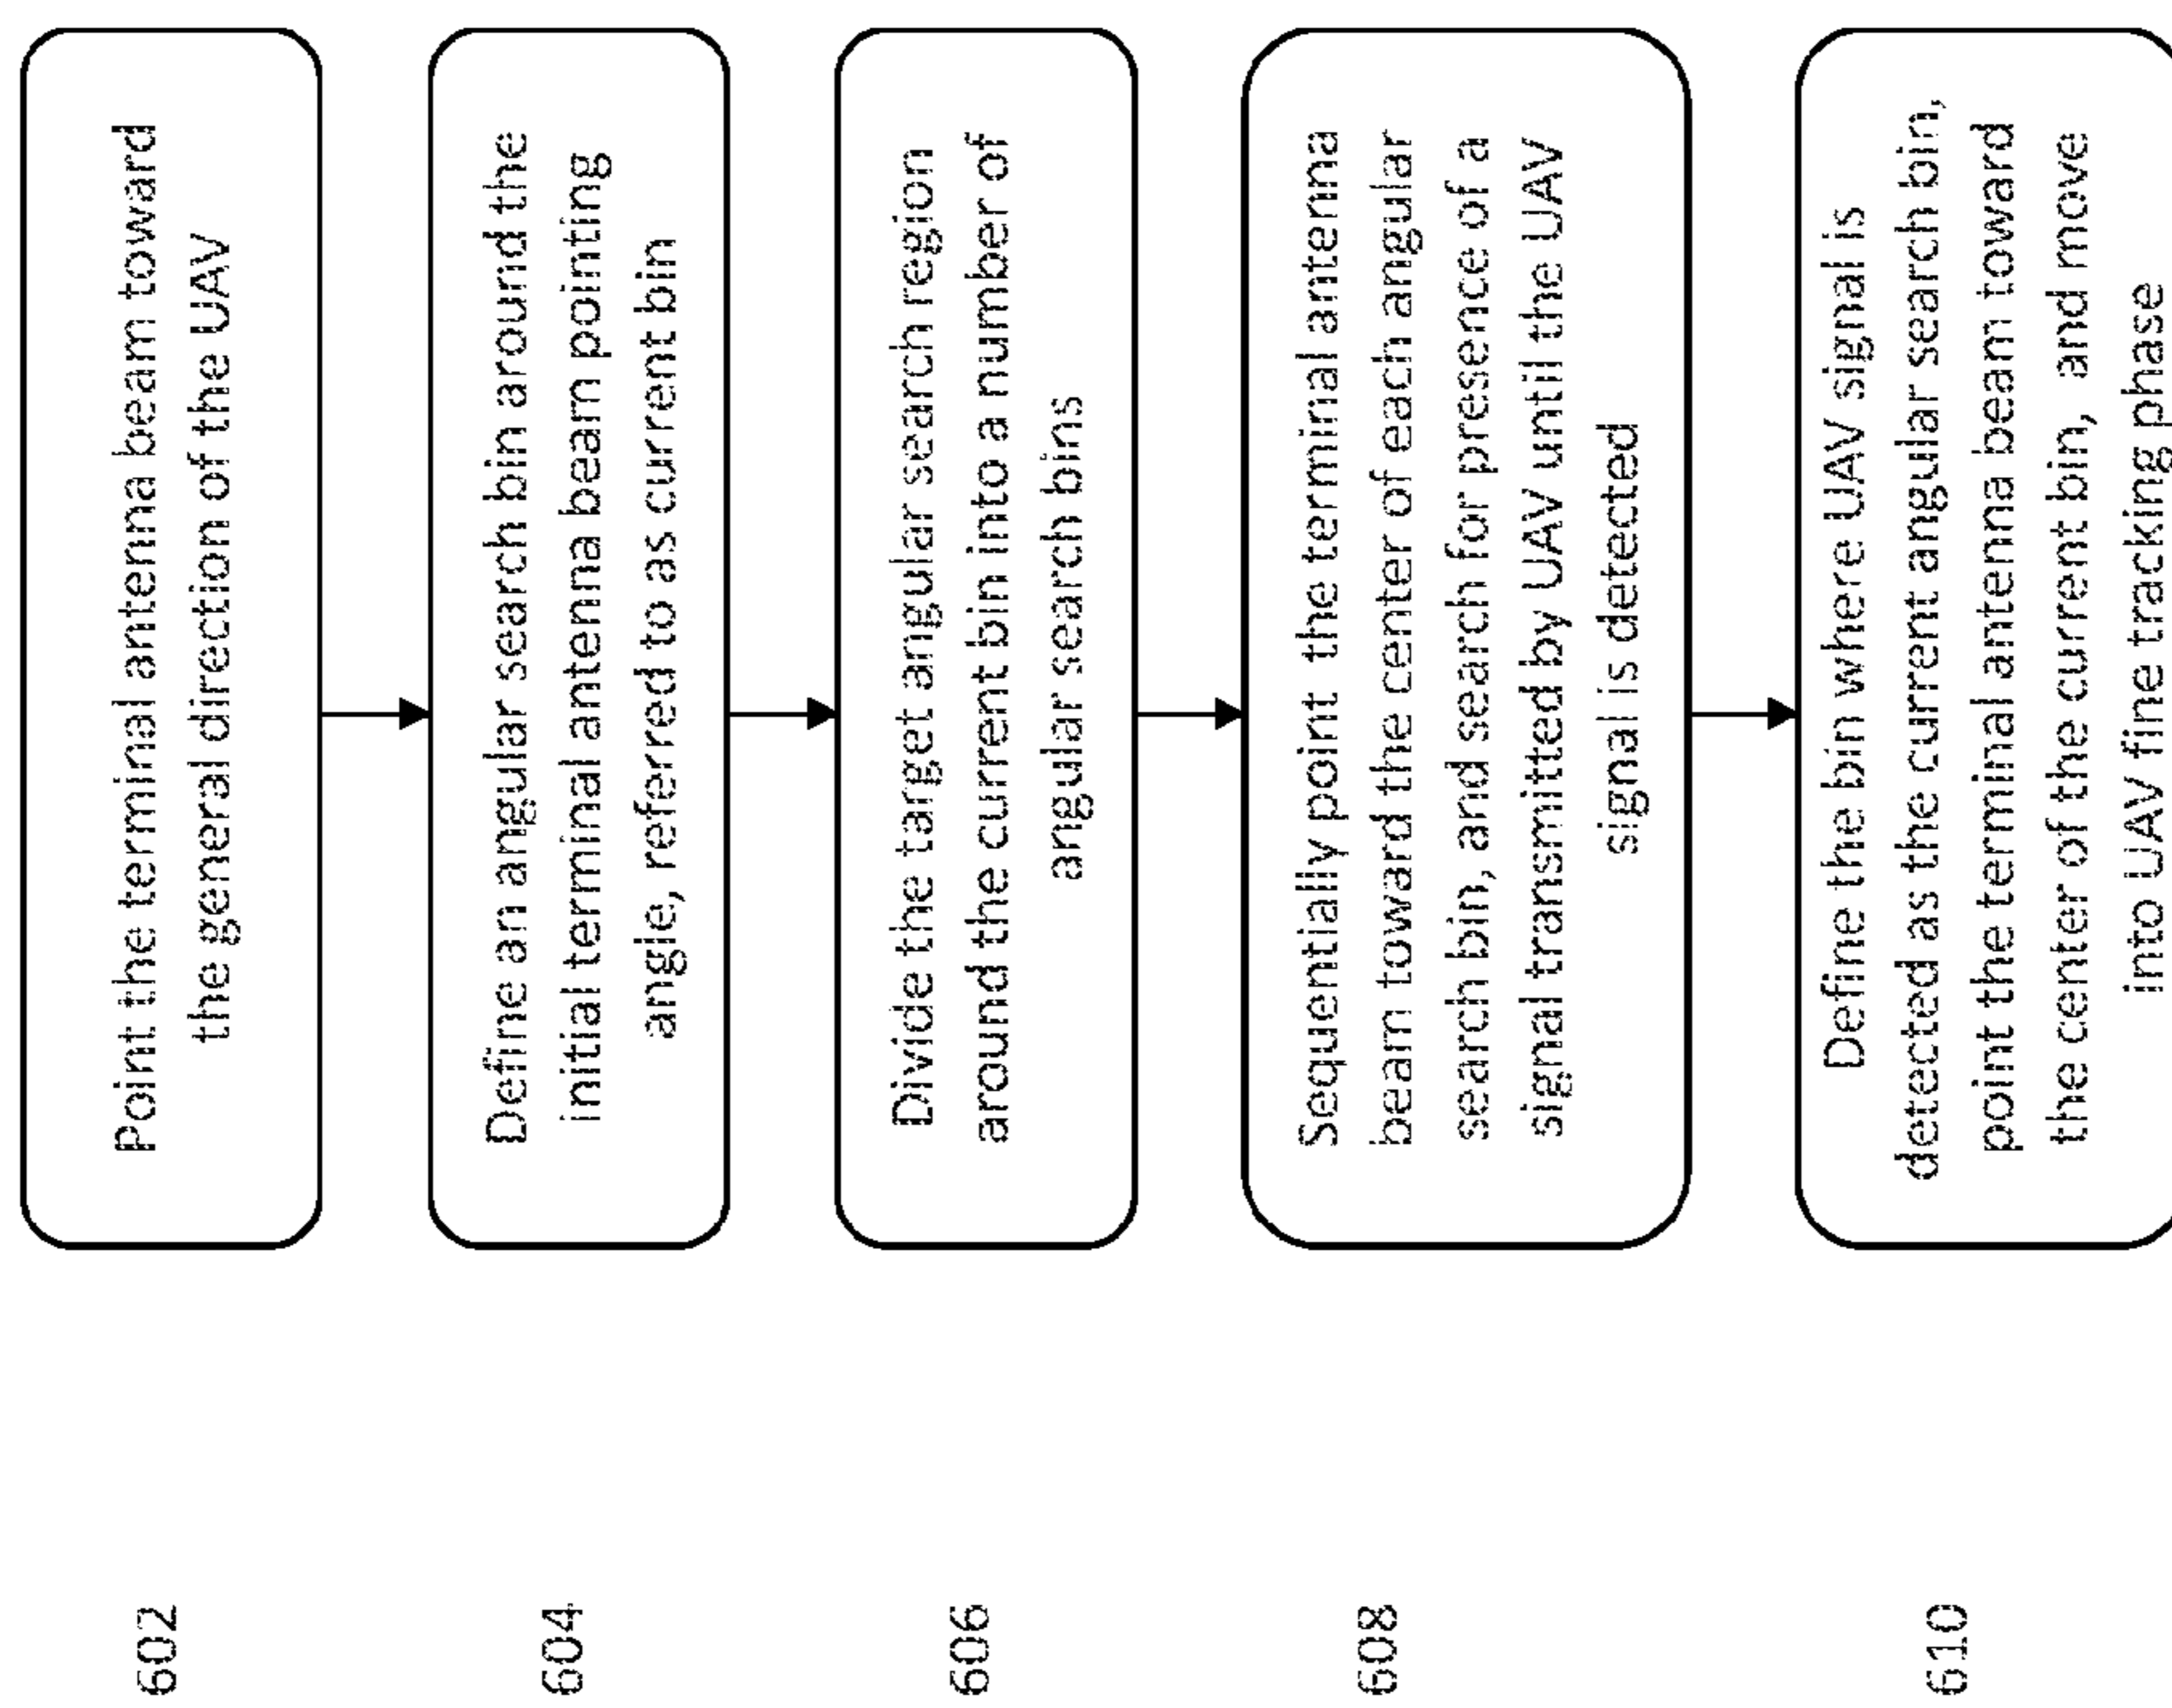 602
Point the terminal antenna beam toward
the general direction of the UAV
604
Define an angular search bin around the
initial terminal antenna beam pointing
angle, referred to as current bin
606
Divide the target angular search region
around the current bin into a number of
angular search bins
608
Sequentially point the terminal antenna
beam toward the center of each angular
search bin, and search for presence of a
signal transmitted by UAV until the UAV
signal is detected
610
Define the bin where UAV signal is
detected as the current angular search bin,
point the terminal antenna beam toward
the center of the current bin, and move
into UAV fine tracking phase